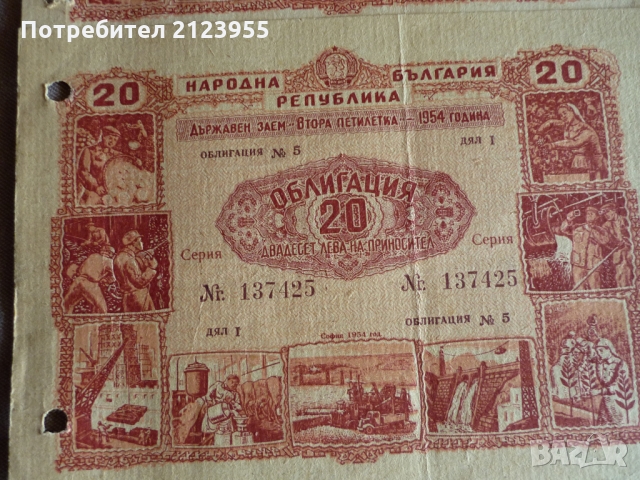 Потребител 2123955
20 НАРОДНА БЪЛГАРИЯ 20
РЕПУБЛИКА
ДЪРЖАВЕН ЗАЕМ - ВТОРА ПЕТИЛЕТКА - 1954 ГОДИНА
ОБЛИГАЦИЯ № 5 ДЯЛ I
ОБЛИГАЦИЯ
20
ДВАДЕСЕТ ЛЕВА НА ПРИНОСИТЕЛ
Серия Серия
№. 137425 №. 137425
ДЯЛ I София 1954 год. ОБЛИГАЦИЯ № 5
BAZAR